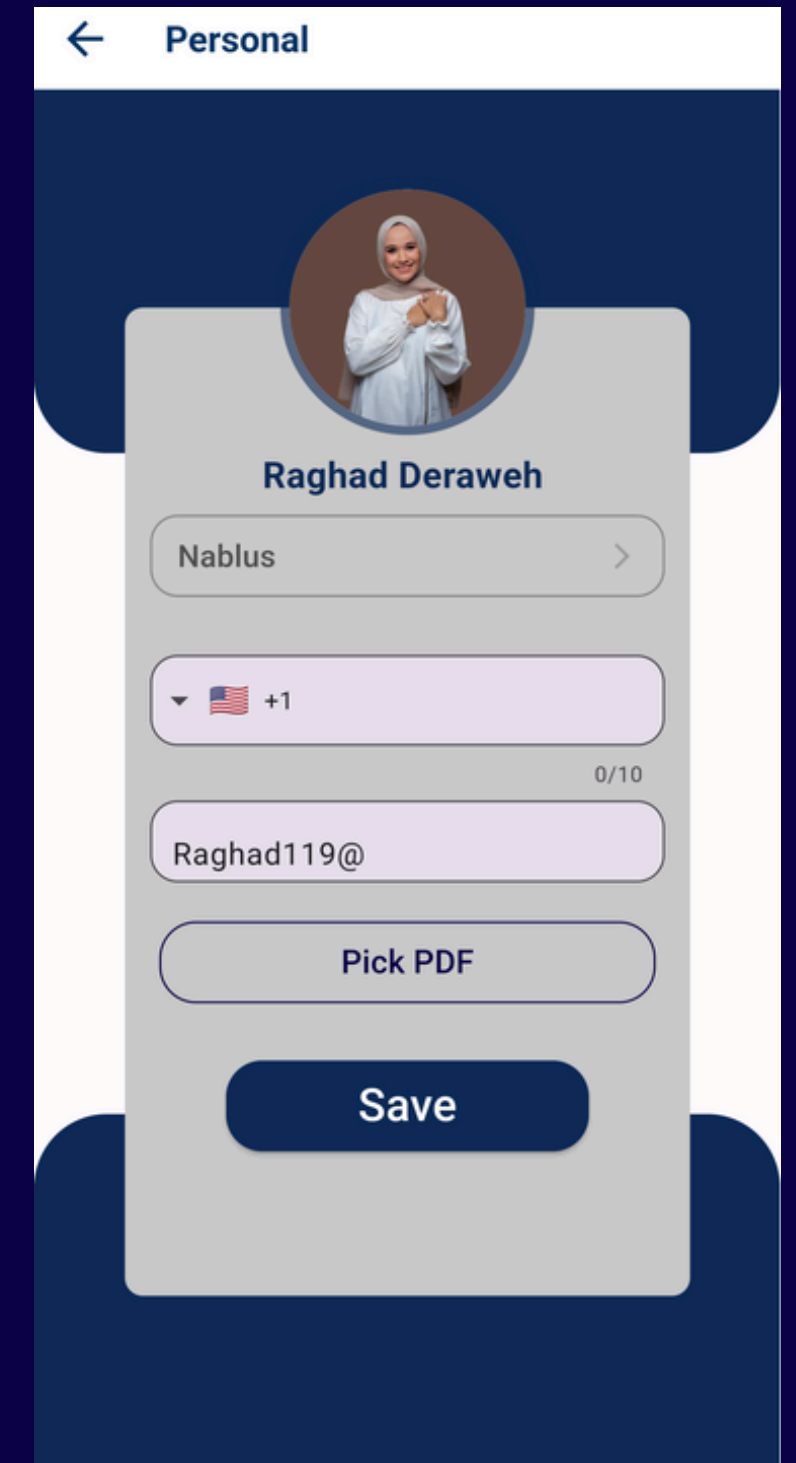 Personal
Raghad Deraweh
Nablus
+1
0/10
Raghad119@
Pick PDF
Save